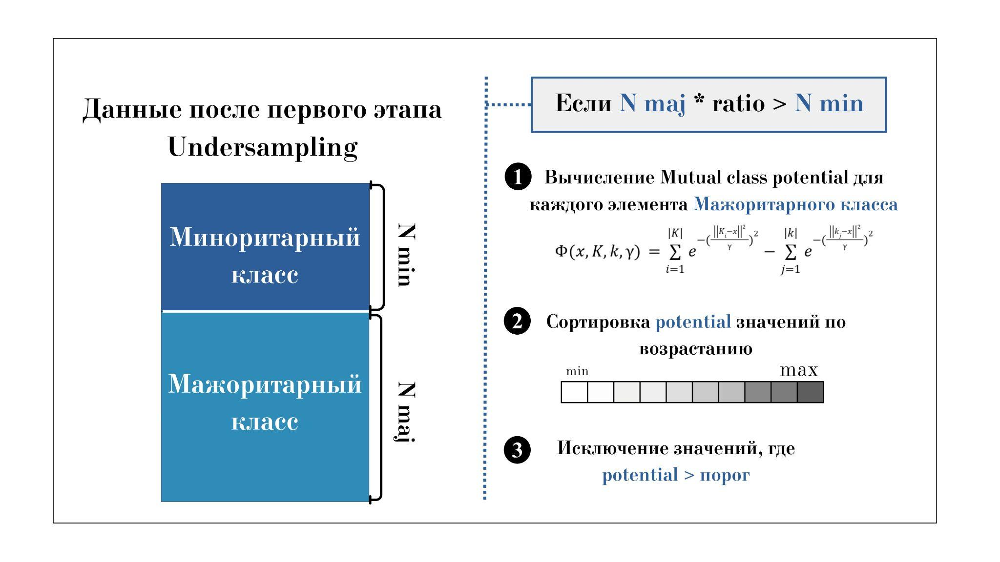 Данные после первого этапа
Undersampling
Миноритарный
класс
N min
Мажоритарный
класс
N maj
Если N maj * ratio > N min
1 Вычисление Mutual class potential для
каждого элемента Мажоритарного класса
Φ(x, K, k, γ) = ∑_{i=1}^{|K|} e^{-(||K_i-x||^2/γ)^2} − ∑_{j=1}^{|k|} e^{-(||k_j-x||^2/γ)^2}
2 Сортировка potential значений по
возрастанию
min max
3 Исключение значений, где
potential > порог